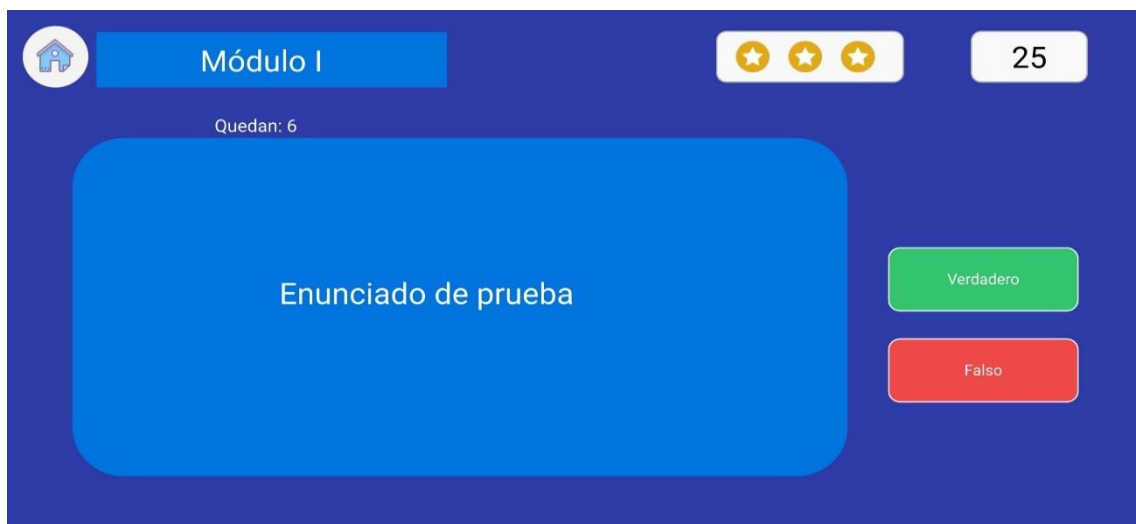 Módulo I
25
Quedan: 6
Enunciado de prueba
Verdadero
Falso